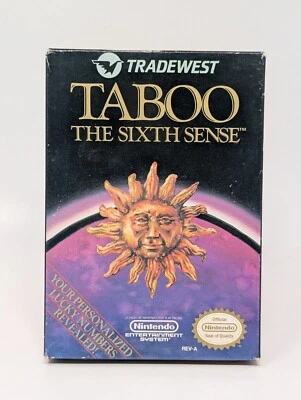 TRADEWEST
TABOO
THE SIXTH SENSE™
YOUR PERSONALIZED
LUCKY NUMBERS
REVEALED!
Nintendo
ENTERTAINMENT
SYSTEM
REV-A
Official
Nintendo
Seal of Quality